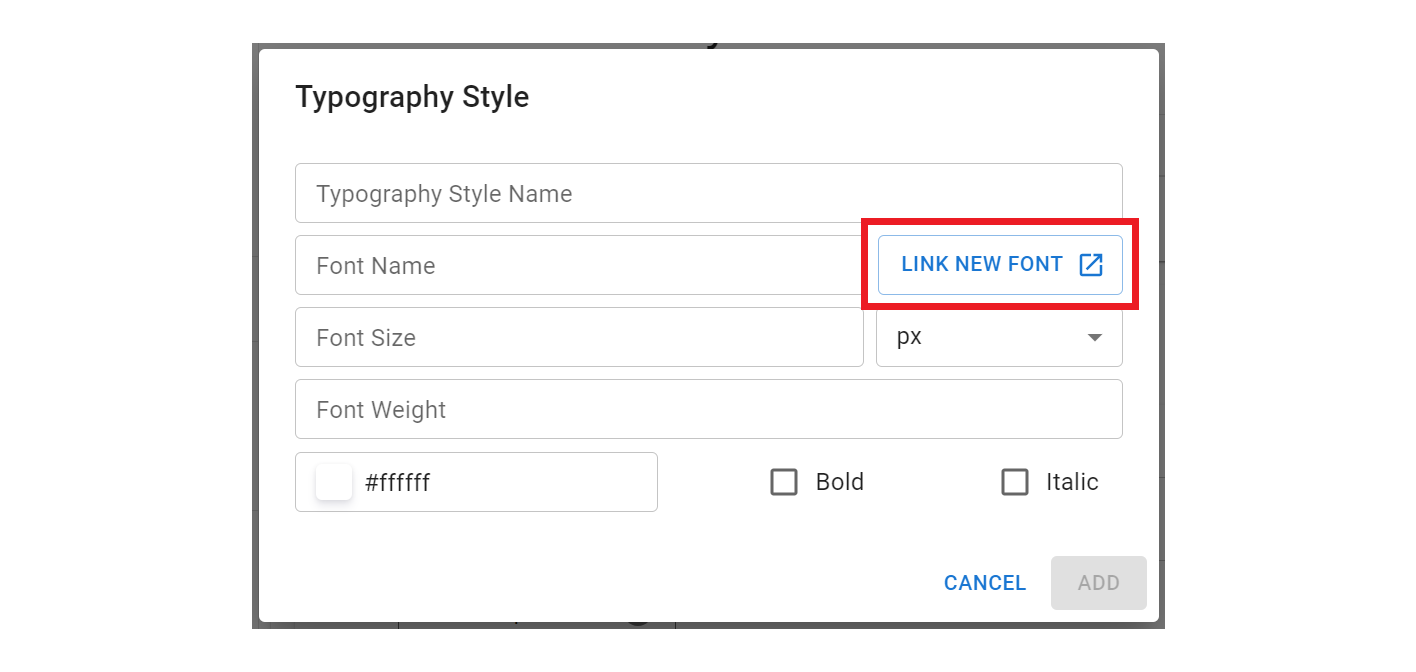 Typography Style
Typography Style Name
Font Name
LINK NEW FONT
Font Size
px
Font Weight
#ffffff
Bold
Italic
CANCEL
ADD